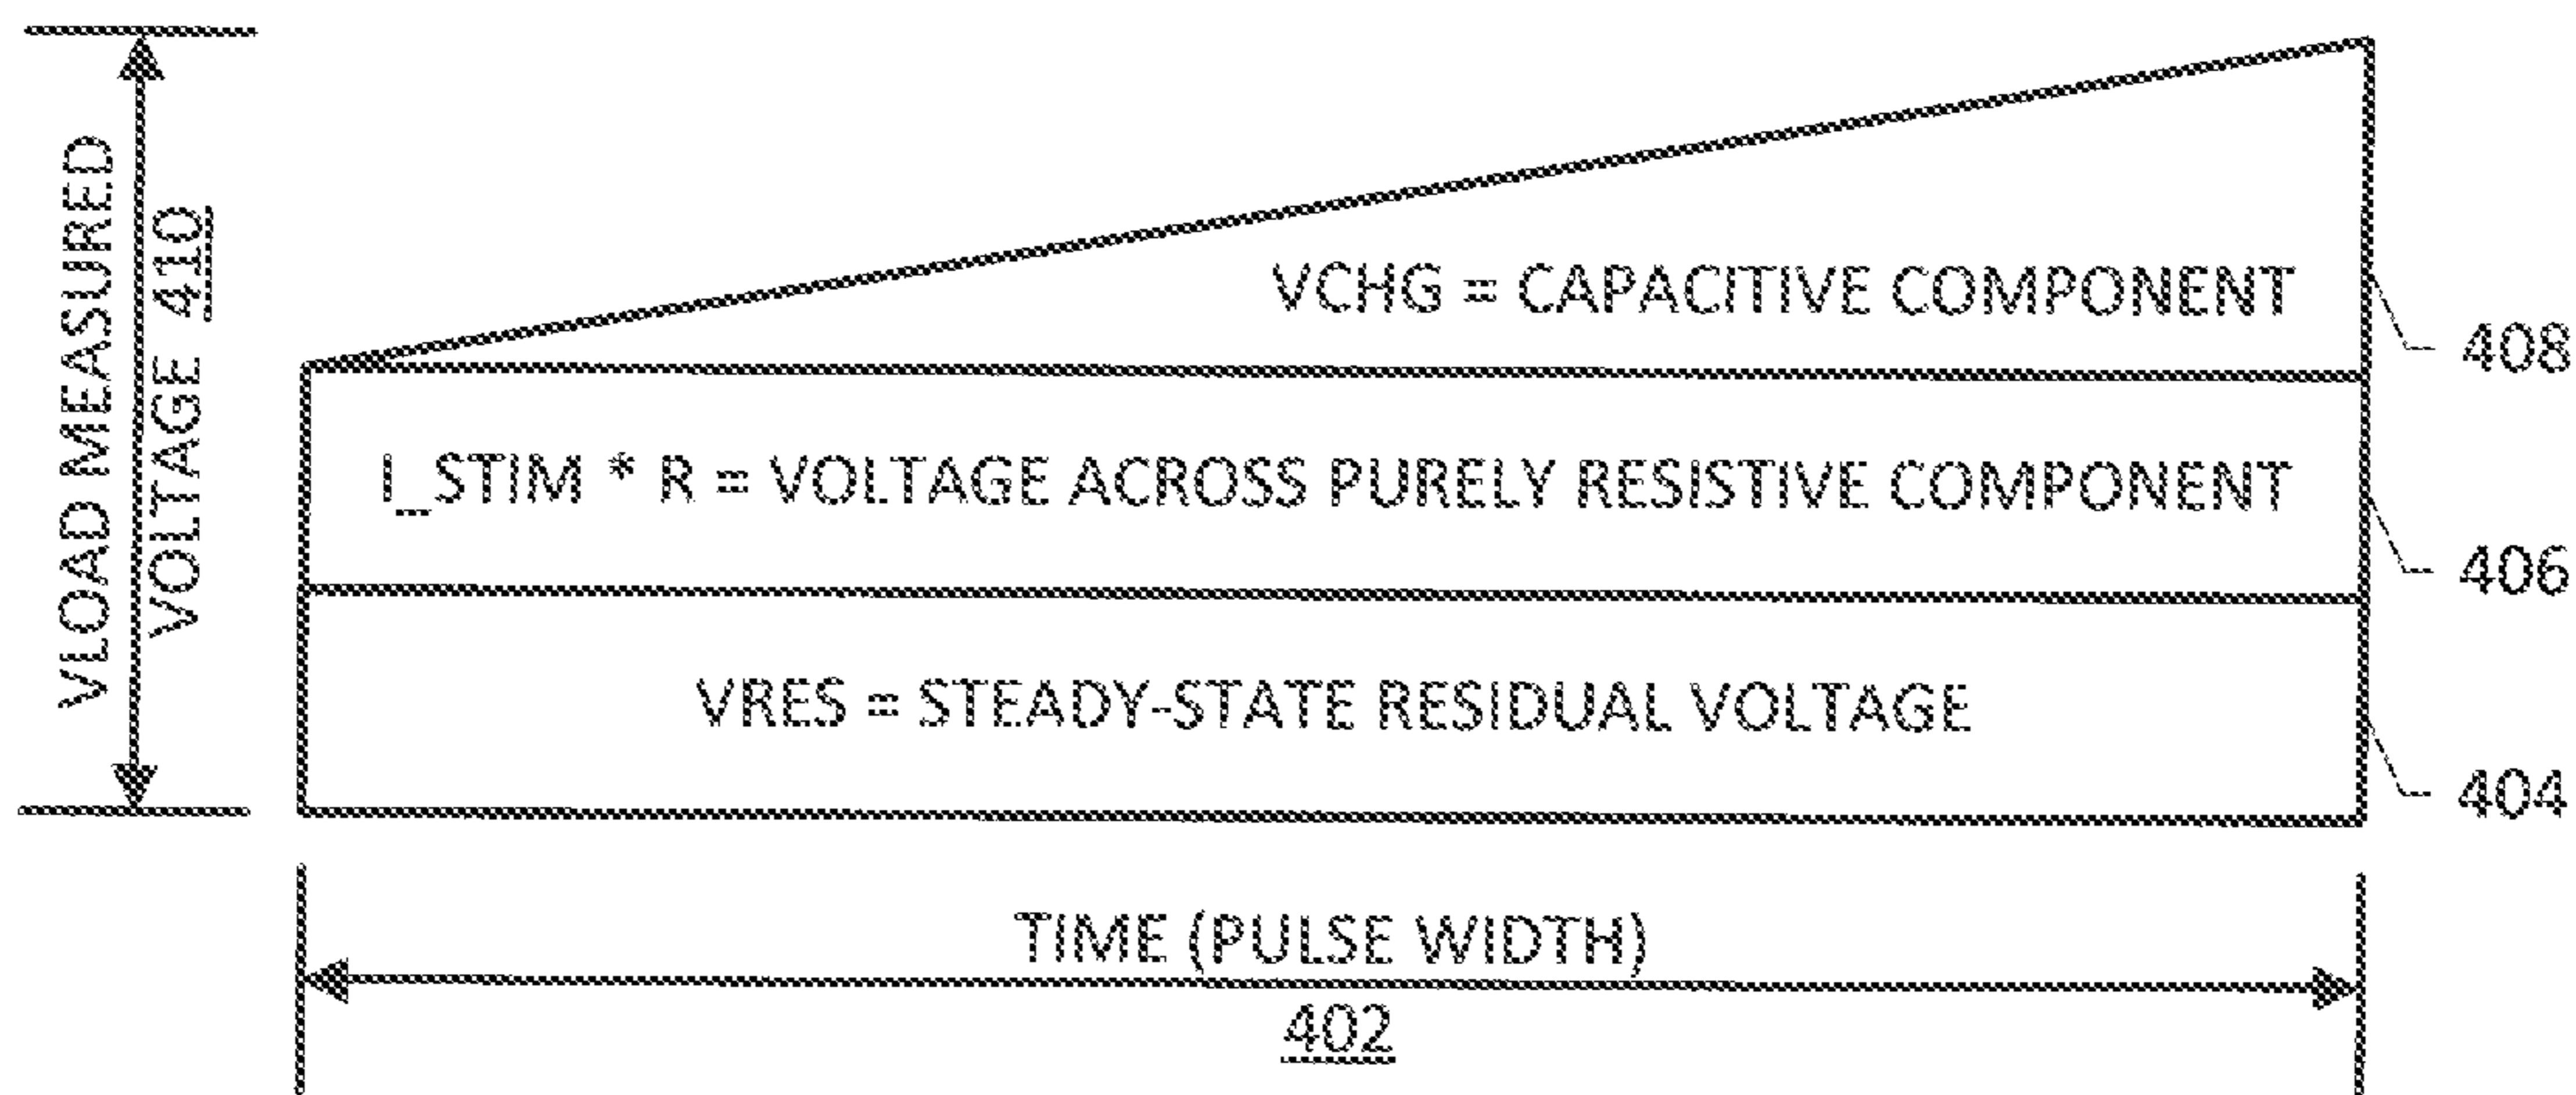 VLOAD MEASURED
VOLTAGE 410
VCHG = CAPACITIVE COMPONENT
408
I_STIM * R = VOLTAGE ACROSS PURELY RESISTIVE COMPONENT
406
VRES = STEADY-STATE RESIDUAL VOLTAGE
404
TIME (PULSE WIDTH)
402